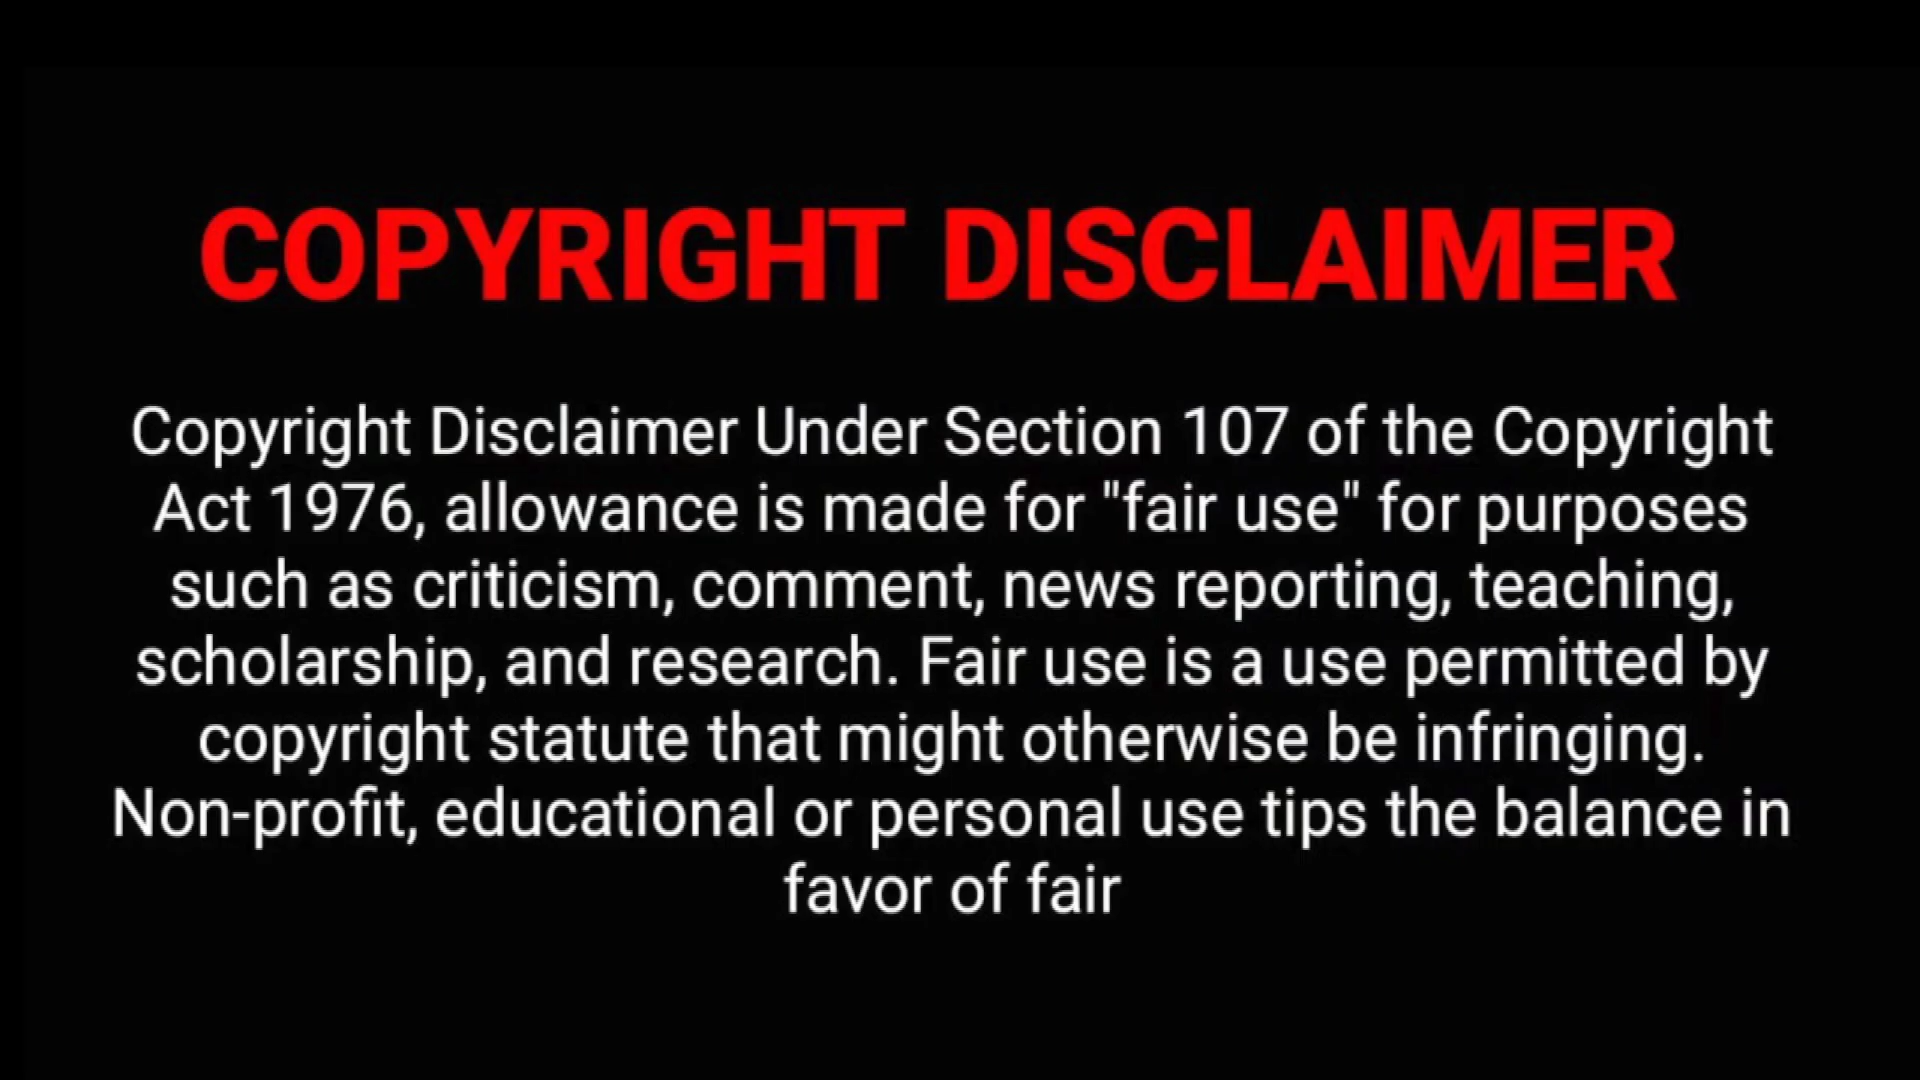 COPYRIGHT DISCLAIMER
Copyright Disclaimer Under Section 107 of the Copyright
Act 1976, allowance is made for "fair use" for purposes
such as criticism, comment, news reporting, teaching,
scholarship, and research. Fair use is a use permitted by
copyright statute that might otherwise be infringing.
Non-profit, educational or personal use tips the balance in
favor of fair